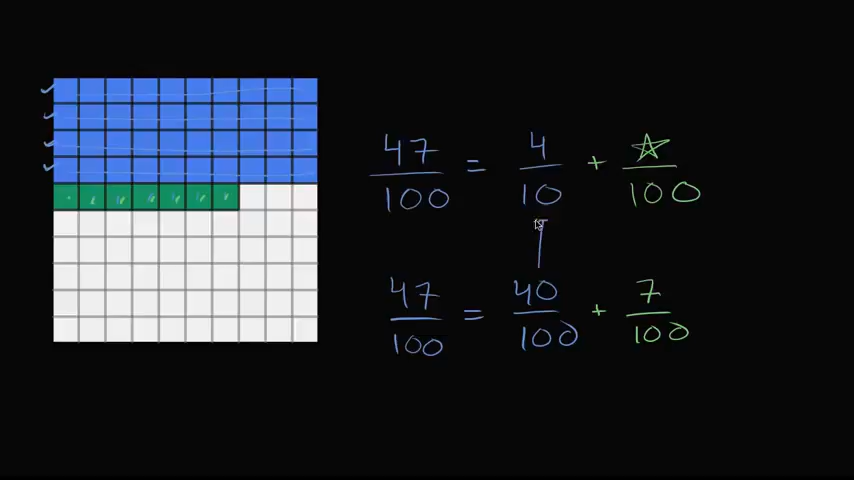 47/100 = 4/10 + ☆/100
47/100 = 40/100 + 7/100